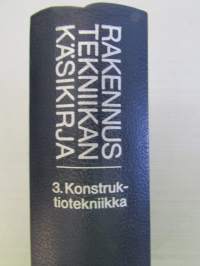 RAKENNUS
TEKNIIKAN
KÄSIKIRJA
3. Konstruk-
tiotekniikka